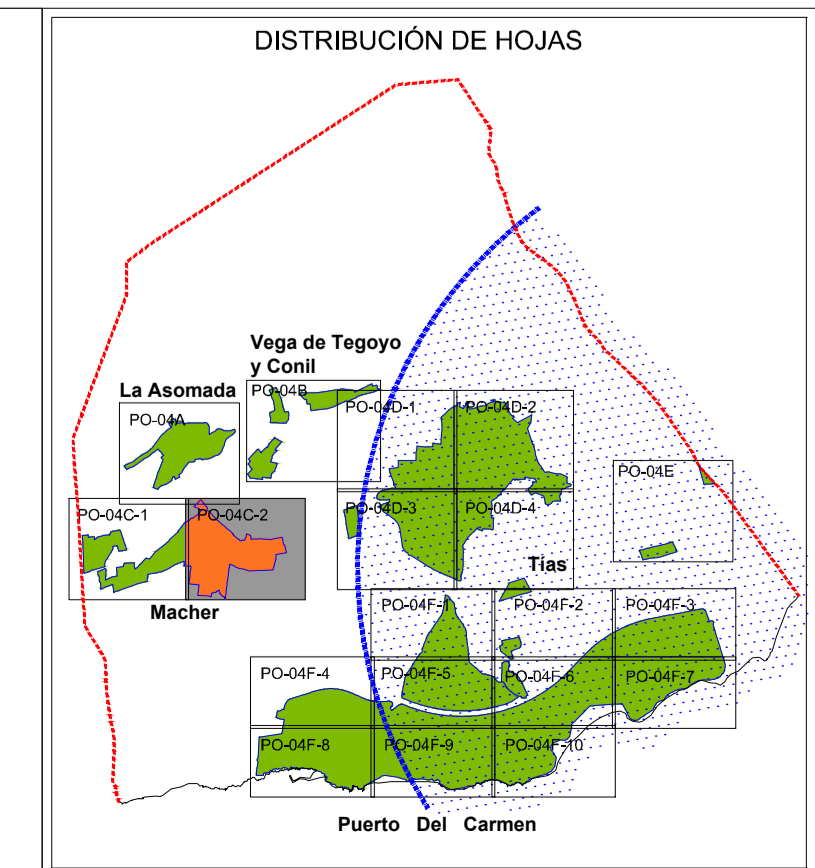 DISTRIBUCIÓN DE HOJAS
Vega de Tegoyo
y Conil
La Asomada
PO-04B
PO-04A
PO-04D-1
PO-04D-2
PO-04E
PO-04C-1
PO-04C-2
PO-04D-3
PO-04D-4
Tias
Macher
PO-04F-1
PO-04F-2
PO-04F-3
PO-04F-4
PO-04F-5
PO-04F-6
PO-04F-7
PO-04F-8
PO-04F-9
PO-04F-10
Puerto Del Carmen